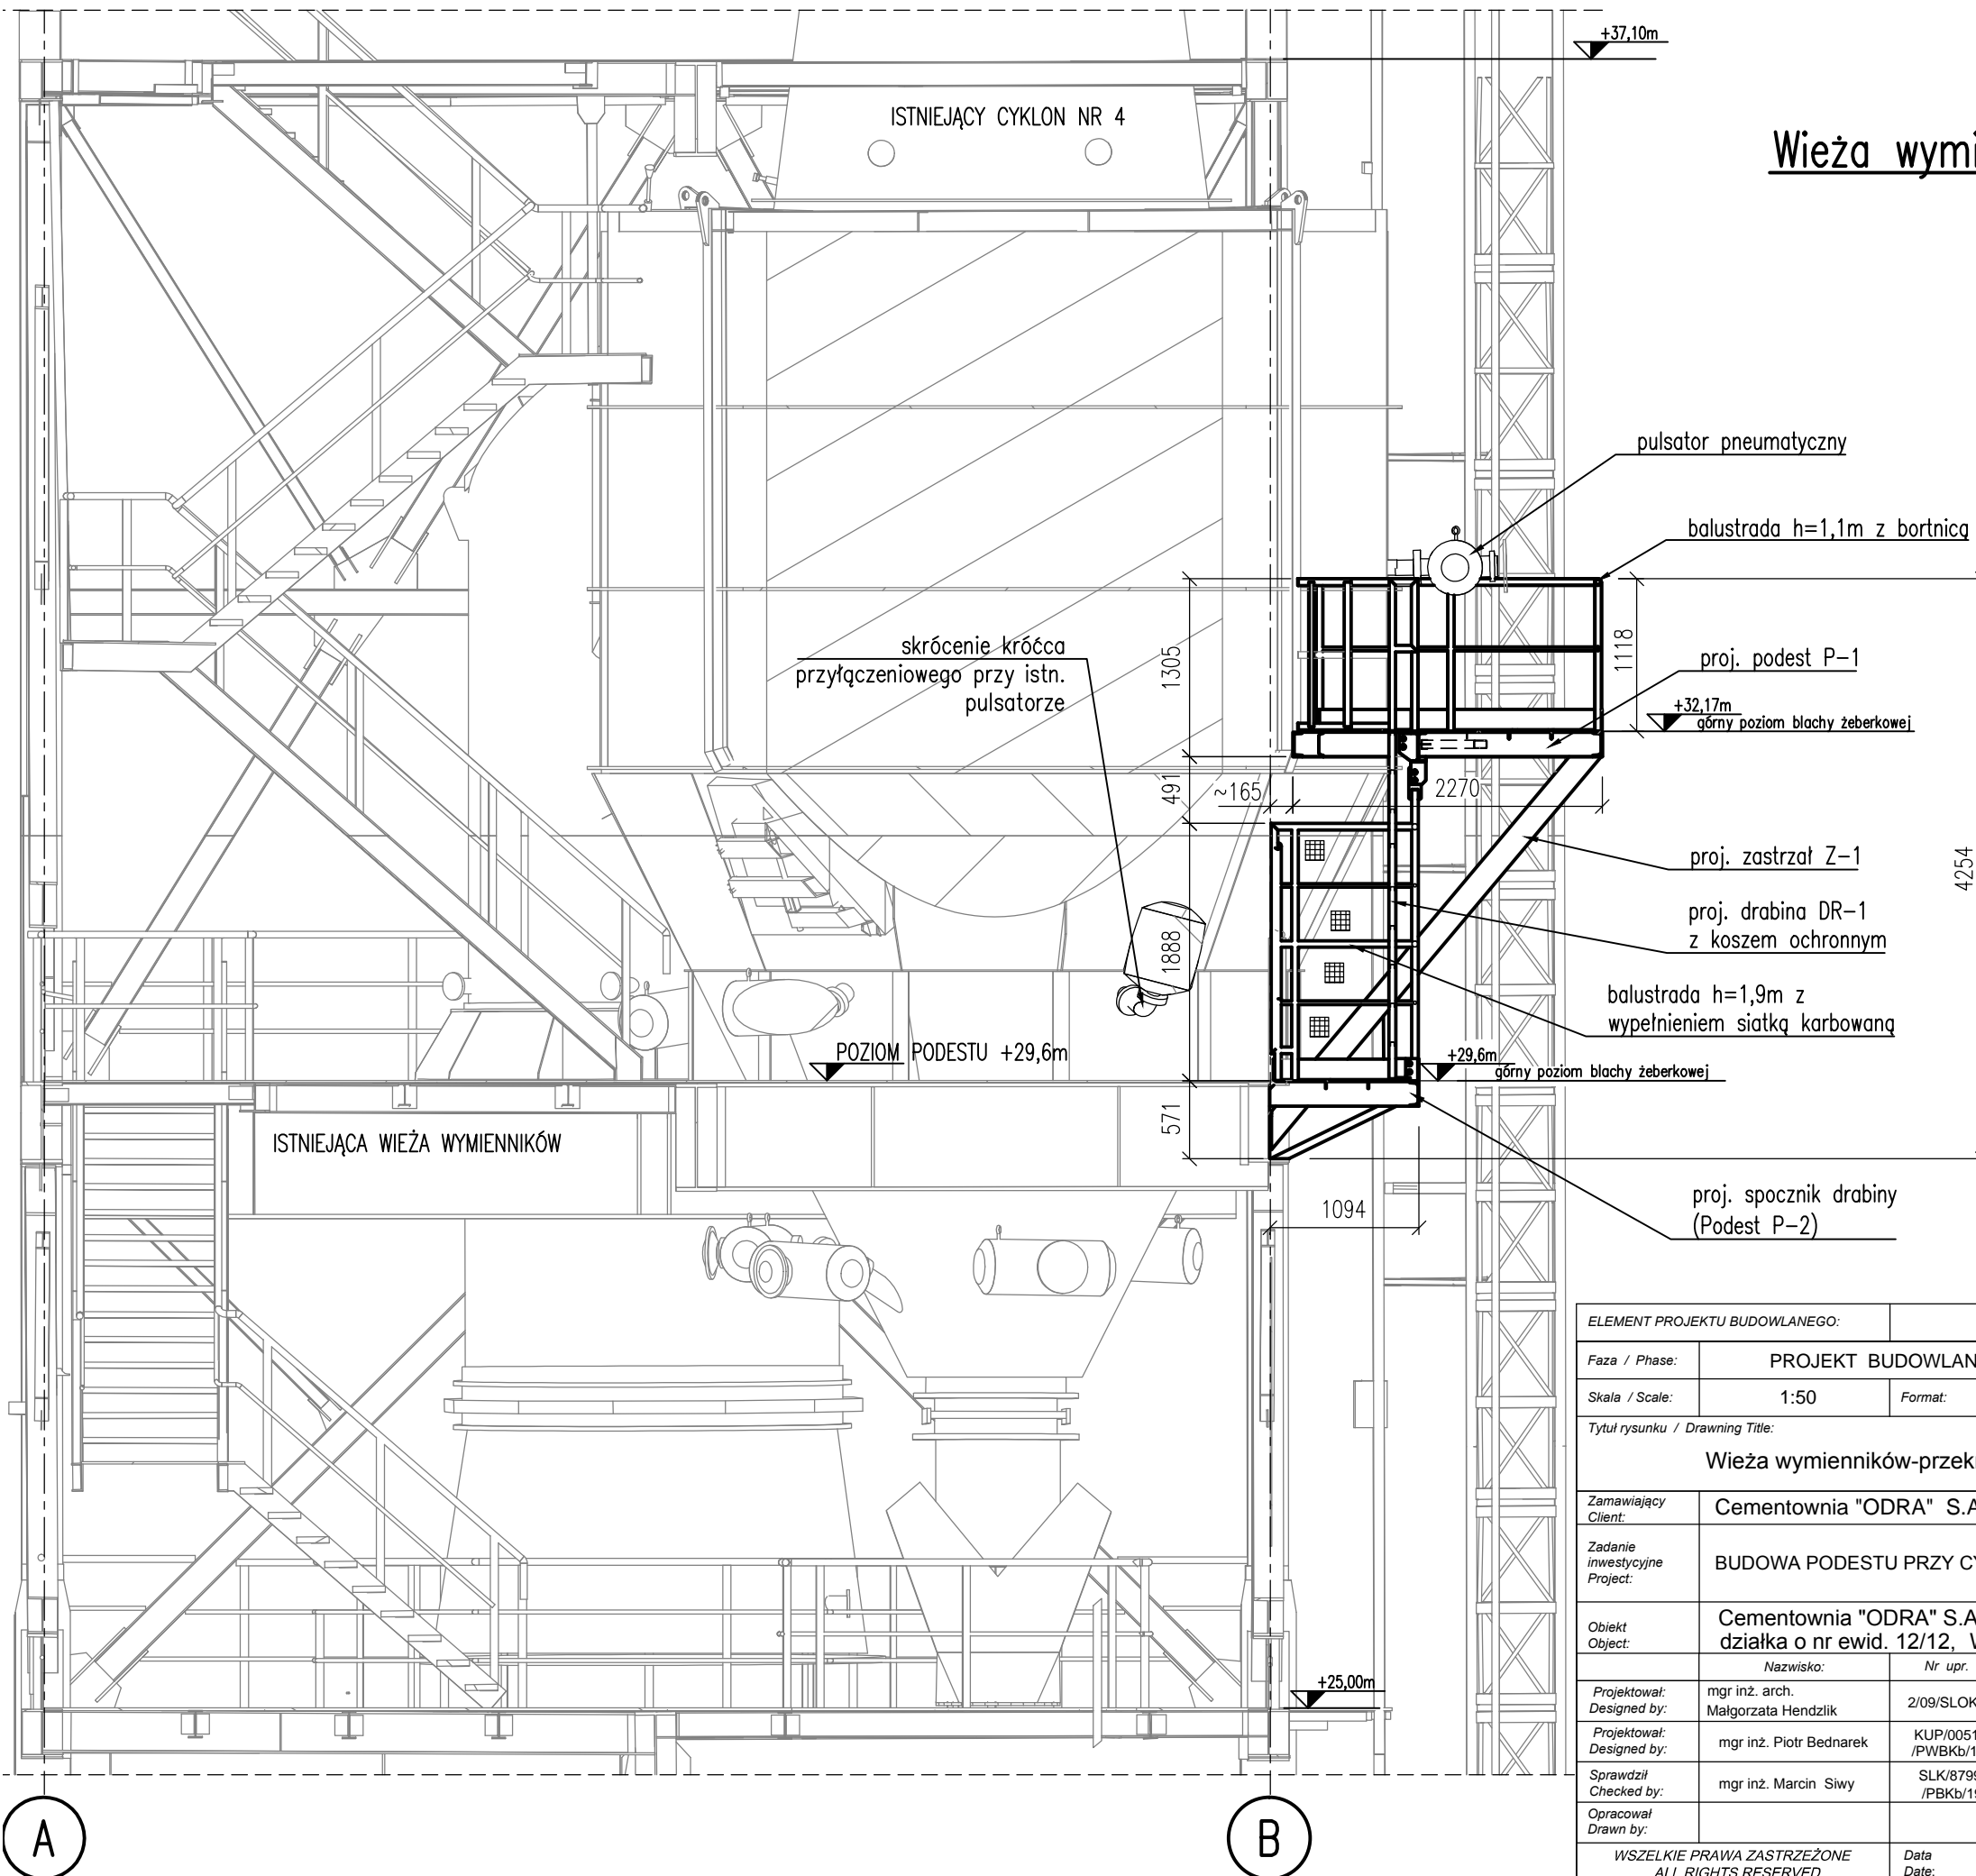 +37,10m
ISTNIEJĄCY CYKLON NR 4
Wieża wymi
pulsator pneumatyczny
balustrada h=1,1m z bortnicą
skrócenie króćca
przyłączeniowego przy istn.
pulsatorze
1305
1118
proj. podest P-1
+32,17m
górny poziom blachy żeberkowej
491
~165
2270
proj. zastrzał Z-1
4254
proj. drabina DR-1
z koszem ochronnym
1888
balustrada h=1,9m z
wypełnieniem siatką karbowaną
POZIOM PODESTU +29,6m
+29,6m
górny poziom blachy żeberkowej
571
ISTNIEJĄCA WIEŻA WYMIENNIKÓW
1094
proj. spocznik drabiny
(Podest P-2)
+25,00m
A
B
ELEMENT PROJEKTU BUDOWLANEGO:
Faza / Phase: PROJEKT BUDOWLAN
Skala / Scale: 1:50 Format:
Tytuł rysunku / Drawing Title:
Wieża wymienników-przek
Zamawiający
Client:
Cementownia "ODRA" S.A
Zadanie
inwestycyjne
Project:
BUDOWA PODESTU PRZY CY
Obiekt
Object:
Cementownia "ODRA" S.A
działka o nr ewid. 12/12, W
Nazwisko: Nr upr.
Projektował:
Designed by:
mgr inż. arch.
Małgorzata Hendzlik
2/09/SLOK
Projektował:
Designed by:
mgr inż. Piotr Bednarek
KUP/0051
/PWBKb/1
Sprawdził
Checked by:
mgr inż. Marcin Siwy
SLK/8799
/PBKb/19
Opracował
Drawn by:
WSZELKIE PRAWA ZASTRZEŻONE
ALL RIGHTS RESERVED
Data
Date: